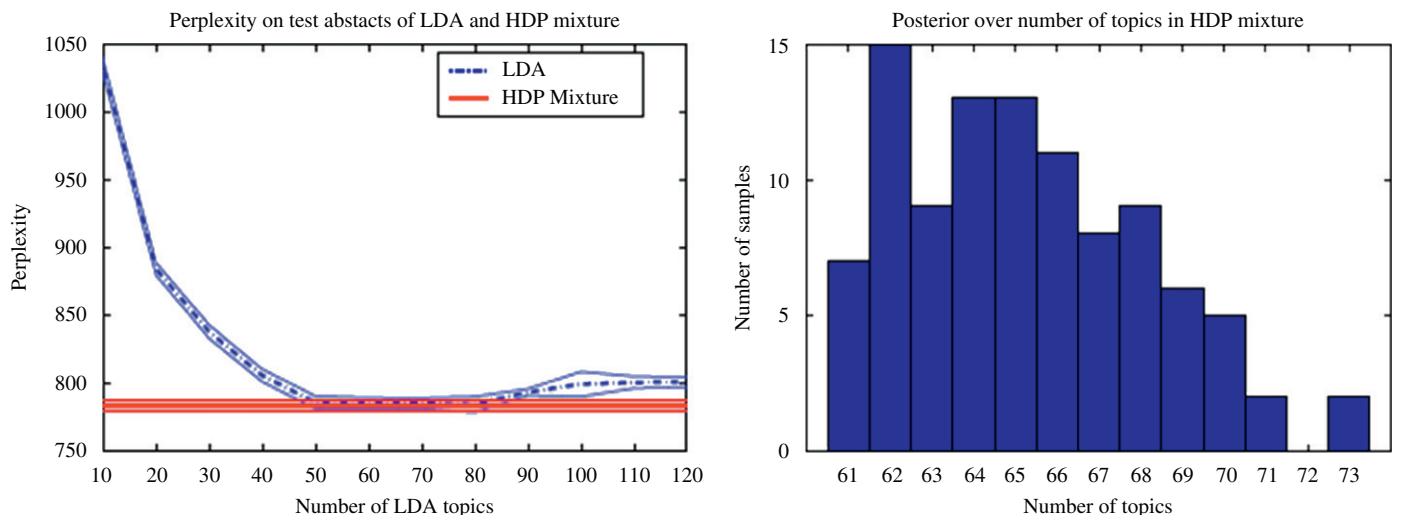 Perplexity on test abstacts of LDA and HDP mixture
1050
1000
950
900
850
800
750
Perplexity
LDA
HDP Mixture
10 20 30 40 50 60 70 80 90 100 110 120
Number of LDA topics
Posterior over number of topics in HDP mixture
15
10
5
0
Number of samples
61 62 63 64 65 66 67 68 69 70 71 72 73
Number of topics